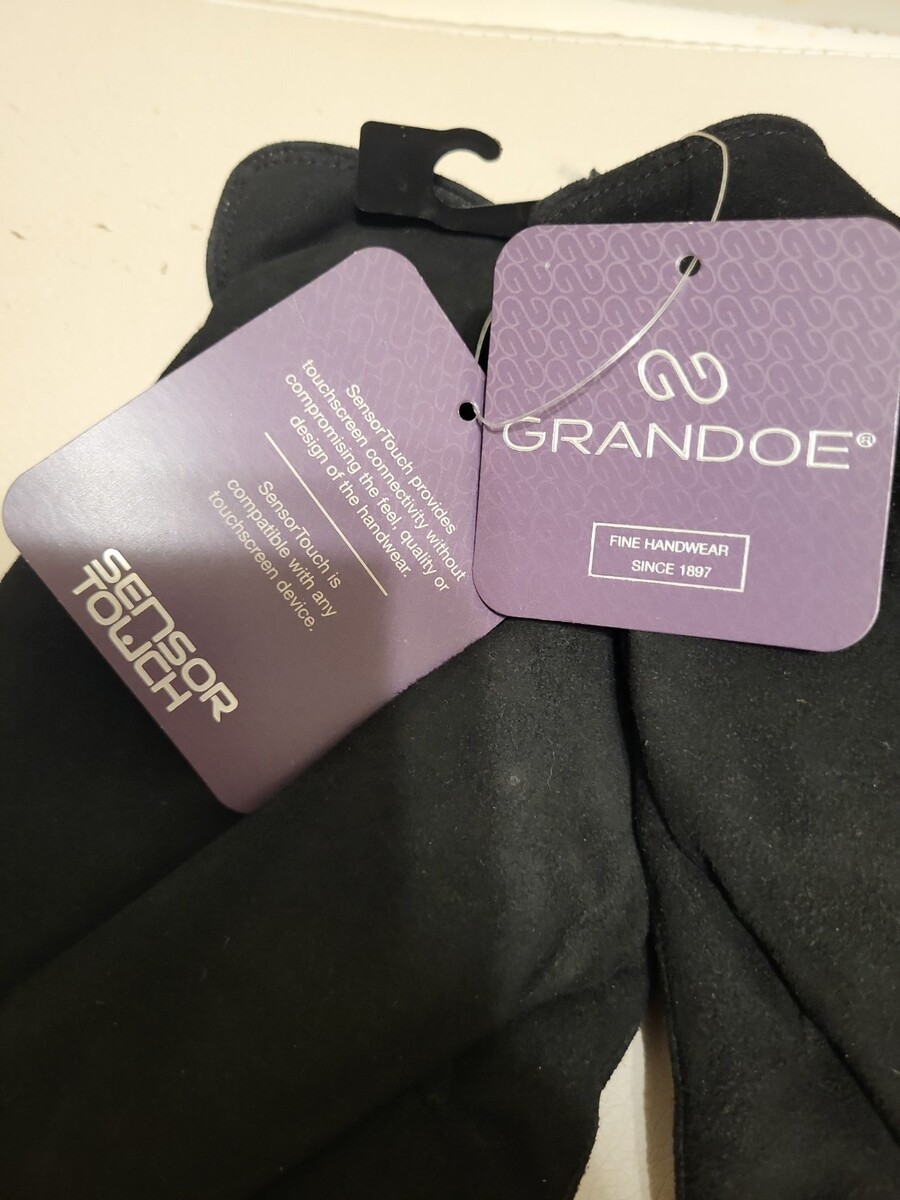 GRANDOE®
FINE HANDWEAR
SINCE 1897
SensorTouch provides
touchscreen connectivity without
compromising the feel, quality or
design of the handwear.
SensorTouch is
compatible with any
touchscreen device.
SENSOR
TOUCH